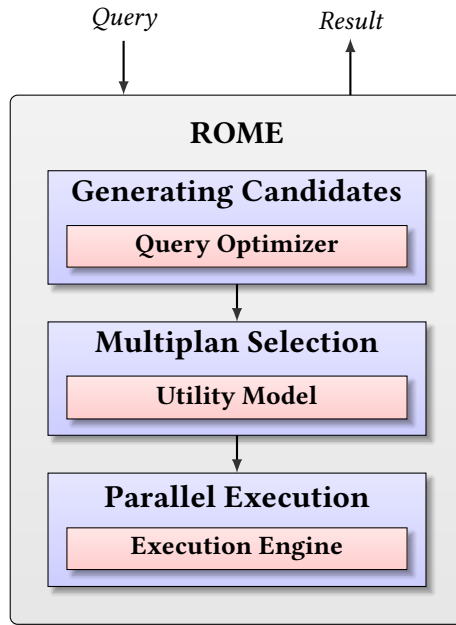 Query Result
ROME
Generating Candidates
Query Optimizer
Multiplan Selection
Utility Model
Parallel Execution
Execution Engine